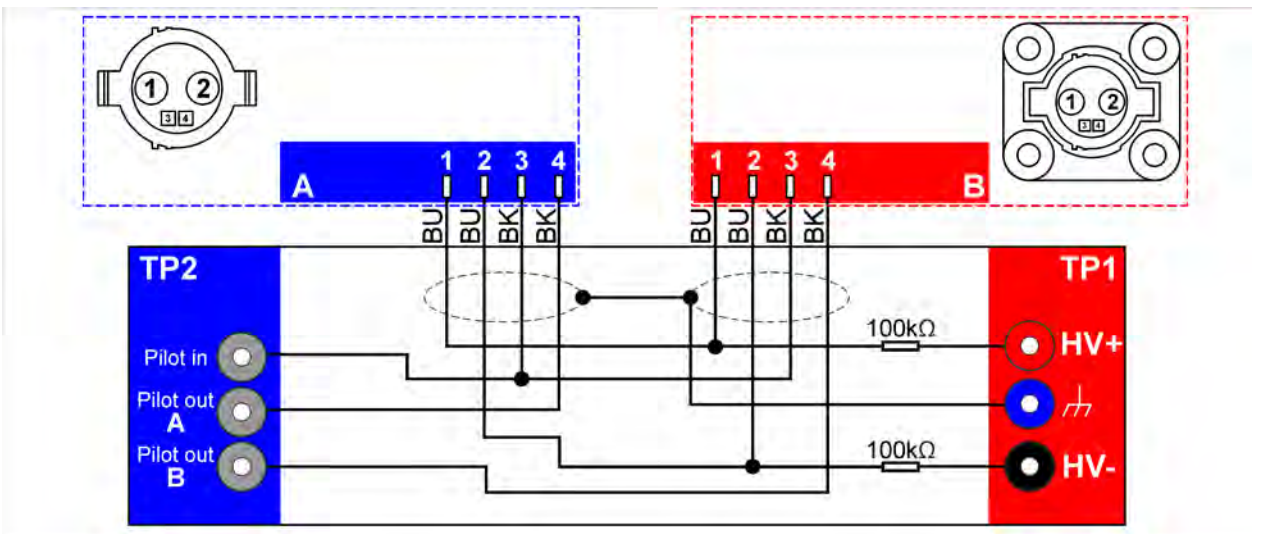 1 2
3 4
1 2
3 4
1 2 3 4
A
1 2 3 4
B
BU BU BK BK
BU BU BK BK
TP2
TP1
100kΩ
HV+
Pilot in
Pilot out
A
Pilot out
B
100kΩ
HV-